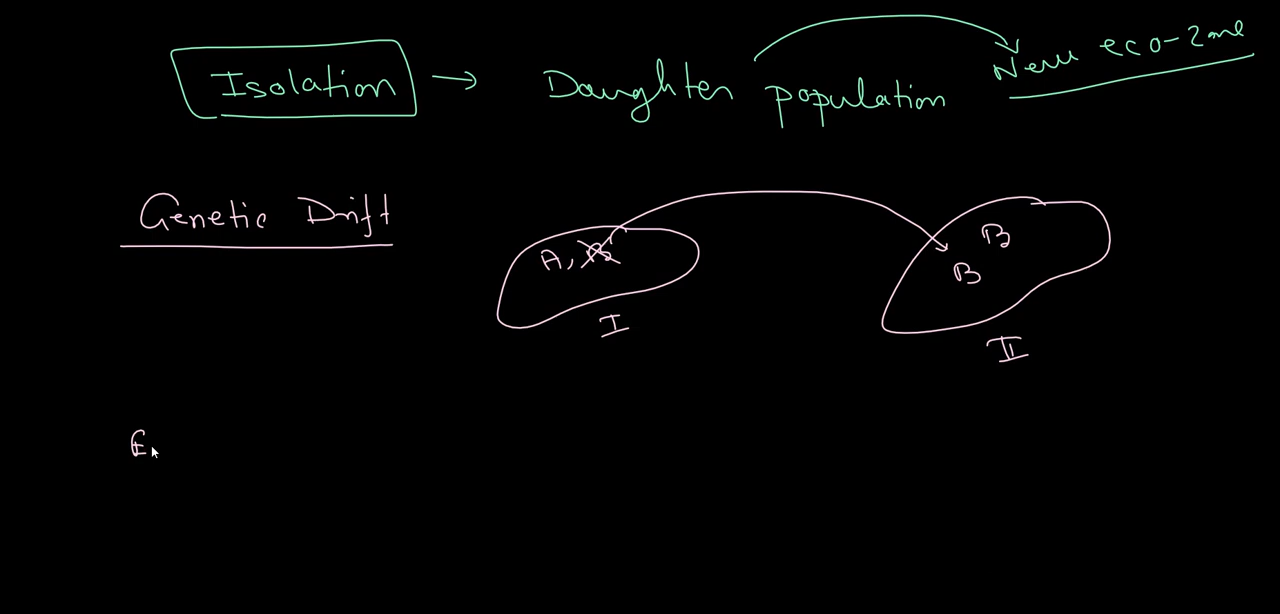 Isolation → Daughter population New eco-zone
Genetic Drift
A, B B
B
I
II
E